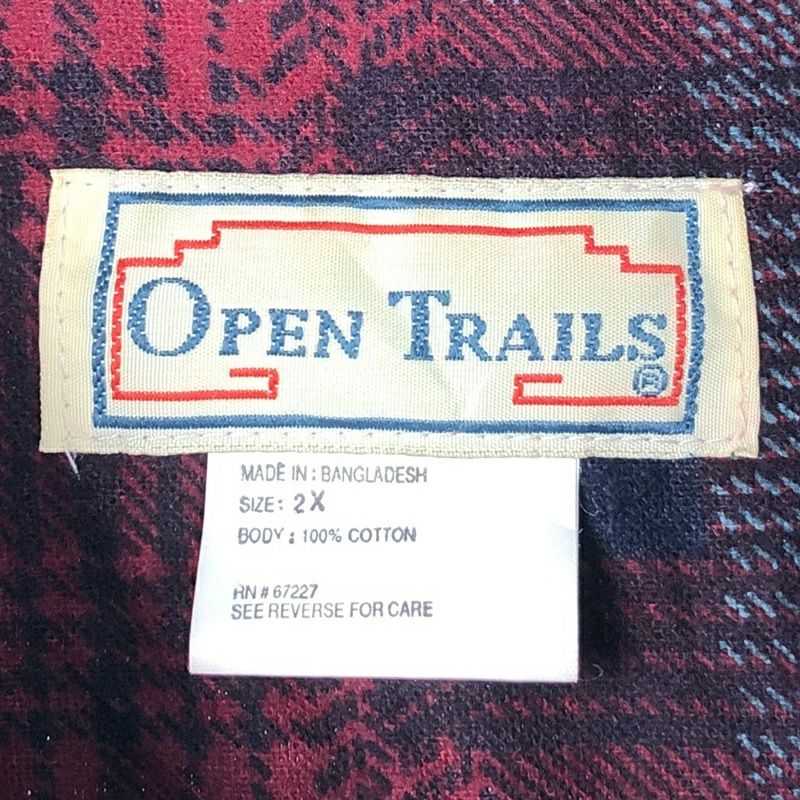 OPEN TRAILS®
MADE IN: BANGLADESH
SIZE: 2X
BODY: 100% COTTON
RN # 67227
SEE REVERSE FOR CARE